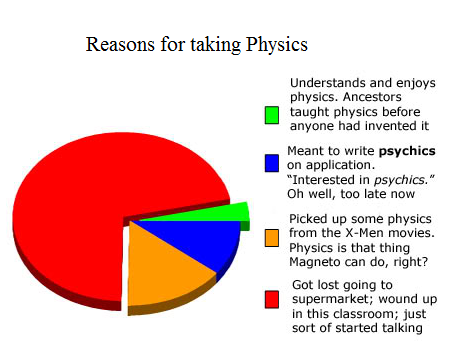 Reasons for taking Physics
Understands and enjoys
physics. Ancestors
taught physics before
anyone had invented it
Meant to write psychics
on application.
“Interested in psychics.”
Oh well, too late now
Picked up some physics
from the X-Men movies.
Physics is that thing
Magneto can do, right?
Got lost going to
supermarket; wound up
in this classroom; just
sort of started talking